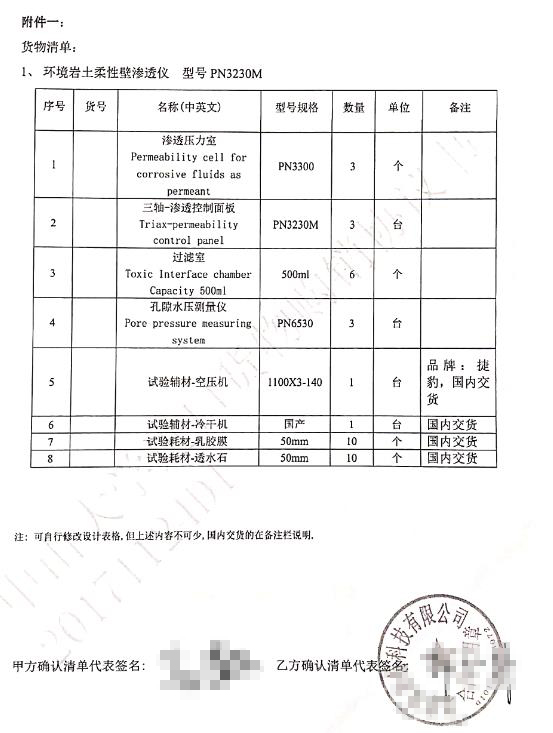 附件一：
货物清单：
1、 环境岩土柔性壁渗透仪 型号 PN3230M
序号 货号 名称(中英文) 型号规格 数量 单位 备注
1 渗透压力室 Permeability cell for corrosive fluids as permeant PN3300 3 个
2 三轴-渗透控制面板 Triax-permeability control panel PN3230M 3 台
3 过滤室 Toxic Interface chamber Capacity 500ml 500ml 6 个
4 孔隙水压测量仪 Pore pressure measuring system PN6530 3 台
5 试验辅材-空压机 1100X3-140 1 台 品牌：捷豹，国内交货
6 试验辅材-冷干机 国产 1 台 国内交货
7 试验耗材-乳胶膜 50mm 10 个 国内交货
8 试验耗材-透水石 50mm 10 个 国内交货
注：可自行修改设计表格,但上述内容不可少,国内交货的在备注栏说明.
甲方确认清单代表签名： 乙方确认清单代表签名:
科技有限公司